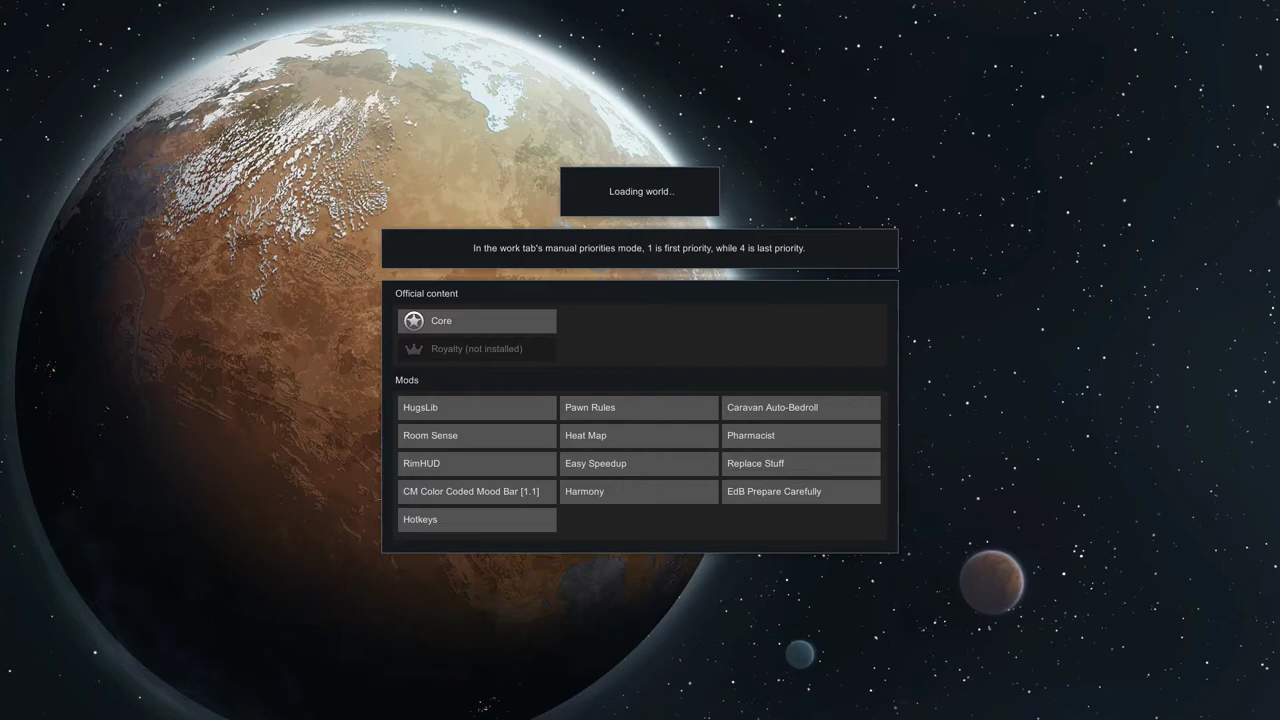 Loading world..
In the work tab's manual priorities mode, 1 is first priority, while 4 is last priority.
Official content
Core
Royalty (not installed)
Mods
HugsLib
Pawn Rules
Caravan Auto-Bedroll
Room Sense
Heat Map
Pharmacist
RimHUD
Easy Speedup
Replace Stuff
CM Color Coded Mood Bar [1.1]
Harmony
EdB Prepare Carefully
Hotkeys